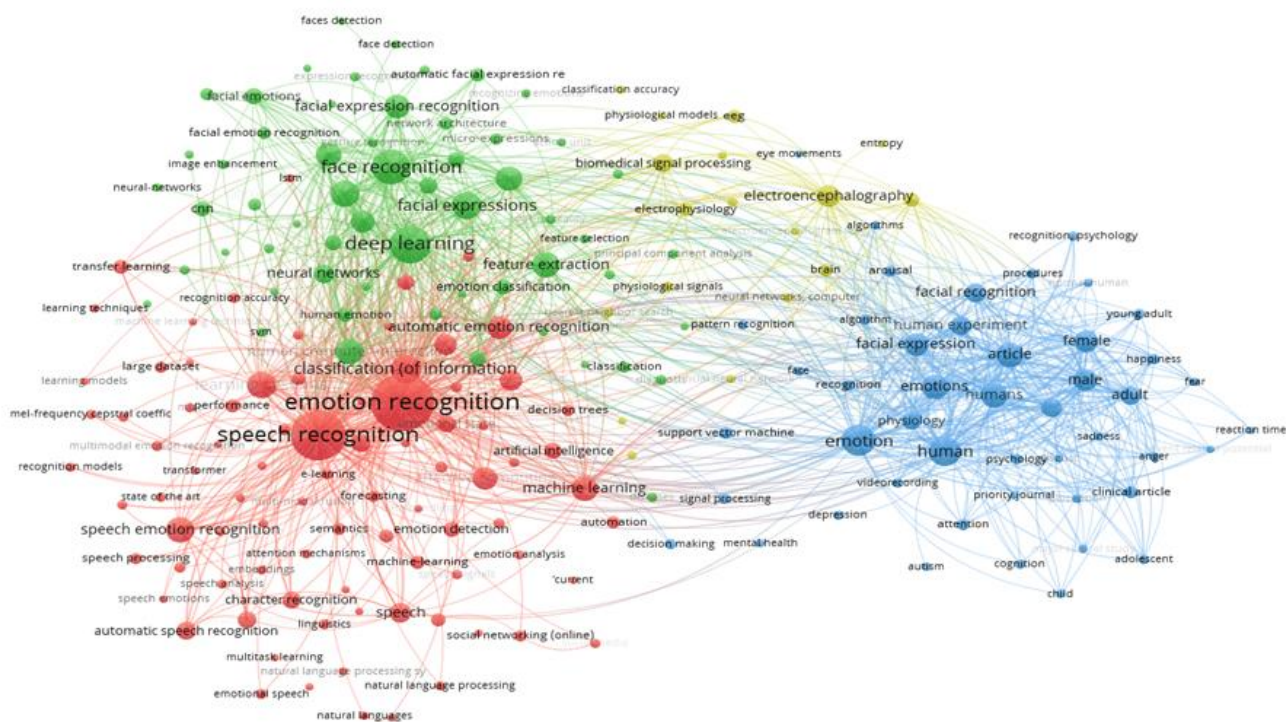 faces detection
face detection
automatic facial expression re
classification accuracy
facial emotions
facial expression recognition
physiological models
eeg
network architecture
facial emotion recognition
micro-expressions
entropy
eye movements
image enhancement
face recognition
biomedical signal processing
lstm
neural-networks
electroencephalography
cnn
facial expressions
electrophysiology
algorithms
recognition, psychology
deep learning
feature selection
principal component analysis
transfer learning
neural networks
feature extraction
brain
arousal
procedures
emotion classification
physiological signals
facial recognition
learning techniques
recognition accuracy
neural networks, computer
young adult
human emotion
automatic emotion recognition
pattern recognition
algorithm
human experiment
svm
facial expression
article
female
large dataset
classification (of information
classification
face
happiness
learning models
recognition
emotions
male
fear
performance
emotion recognition
humans
adult
mel-frequency cepstral coeffic
decision trees
physiology
speech recognition
support vector machine
reaction time
multimodal emotion recognition
emotion
sadness
artificial intelligence
human
recognition models
transformer
e-learning
psychology
anger
machine learning
videorecording
state of the art
forecasting
signal processing
priority journal
clinical article
depression
speech emotion recognition
semantics
emotion detection
automation
attention
decision making
mental health
speech processing
attention mechanisms
machine-learning
emotion analysis
autism
cognition
adolescent
embeddings
speech analysis
'current
child
speech emotions
character recognition
speech
linguistics
automatic speech recognition
social networking (online)
multitask learning
natural language processing sy
emotional speech
natural language processing
natural languages